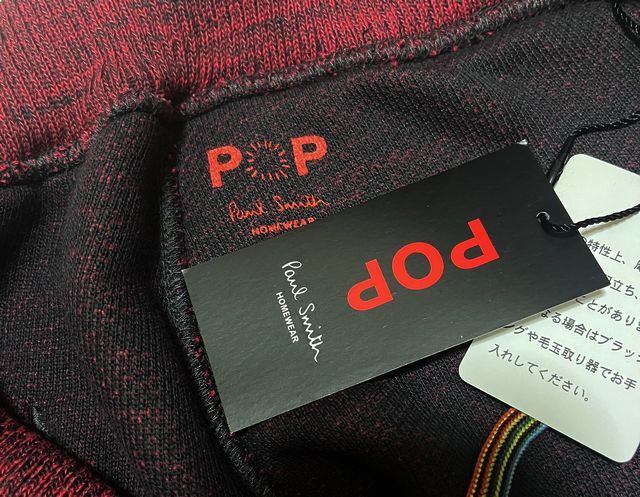 POP
Paul Smith
HOMEWEAR
POP
Paul Smith
HOMEWEAR
特性上、
立ち
ことがあり
る場合はブラッ
グや毛玉取り器でお手
入れしてください。